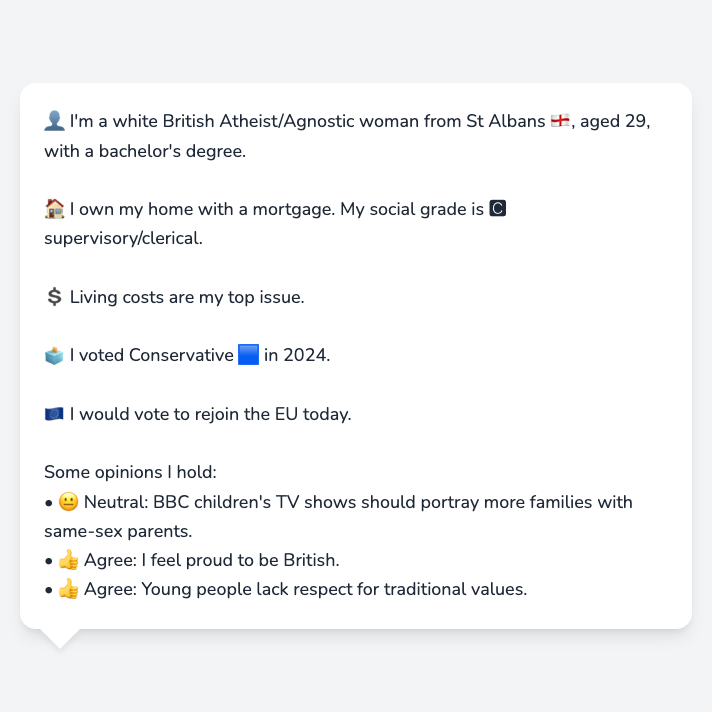 👤 I'm a white British Atheist/Agnostic woman from St Albans 🏴󠁧󠁢󠁥󠁮󠁧󠁿, aged 29,
with a bachelor's degree.
🏠 I own my home with a mortgage. My social grade is 🅲
supervisory/clerical.
💲 Living costs are my top issue.
🗳️ I voted Conservative 🟦 in 2024.
🇪🇺 I would vote to rejoin the EU today.
Some opinions I hold:
• 😐 Neutral: BBC children's TV shows should portray more families with
same-sex parents.
• 👍 Agree: I feel proud to be British.
• 👍 Agree: Young people lack respect for traditional values.